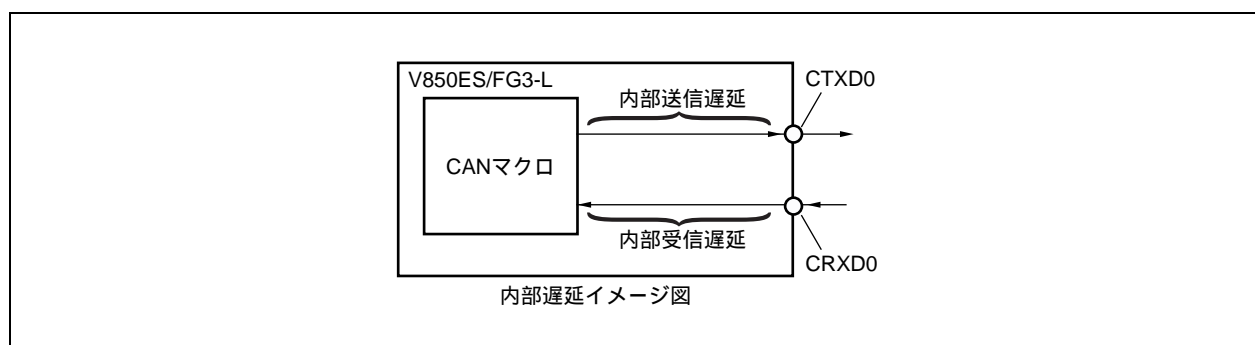 V850ES/FG3-L
CTXD0
内部送信遅延
CANマクロ
内部受信遅延
CRXD0
内部遅延イメージ図